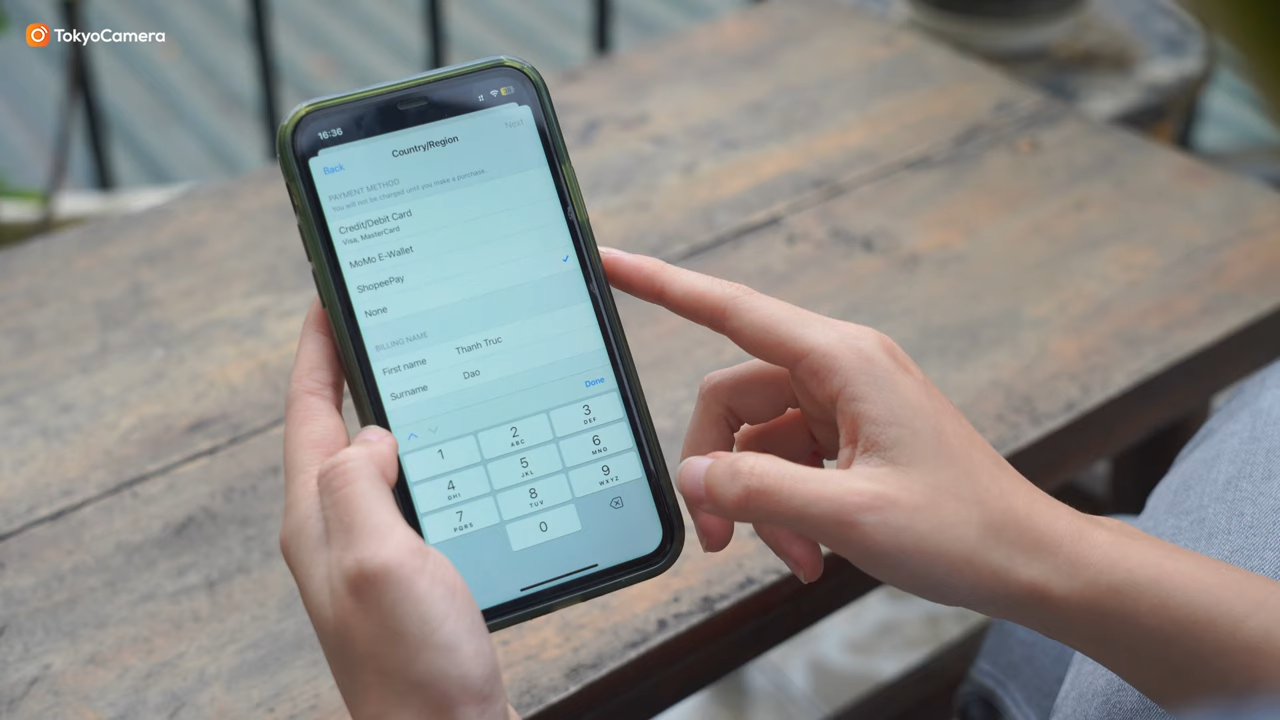 TokyoCamera
16:36
Back
Country/Region
Next
PAYMENT METHOD
You will not be charged until you make a purchase.
Credit/Debit Card
Visa, MasterCard
MoMo E-Wallet
ShopeePay
None
BILLING NAME
First name Thanh Truc
Surname Dao
Done
1
2
ABC
3
DEF
4
GHI
5
JKL
6
MNO
7
PQRS
8
TUV
9
WXYZ
0